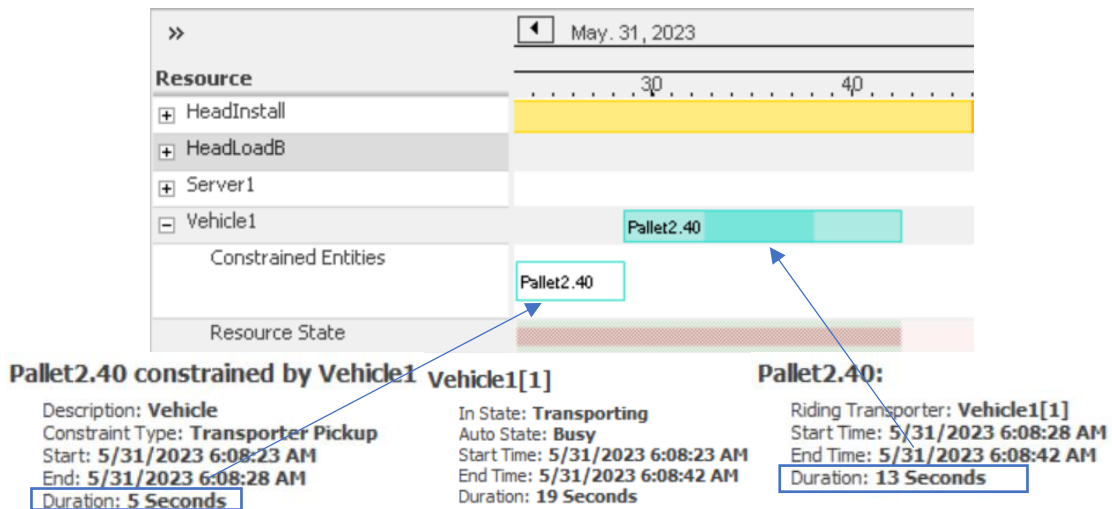 »
May. 31, 2023
Resource
30
40
HeadInstall
HeadLoadB
Server1
Vehicle1
Pallet2.40
Constrained Entities
Pallet2.40
Resource State
Pallet2.40 constrained by Vehicle1
Description: Vehicle
Constraint Type: Transporter Pickup
Start: 5/31/2023 6:08:23 AM
End: 5/31/2023 6:08:28 AM
Duration: 5 Seconds
Vehicle1[1]
In State: Transporting
Auto State: Busy
Start Time: 5/31/2023 6:08:23 AM
End Time: 5/31/2023 6:08:42 AM
Duration: 19 Seconds
Pallet2.40:
Riding Transporter: Vehicle1[1]
Start Time: 5/31/2023 6:08:28 AM
End Time: 5/31/2023 6:08:42 AM
Duration: 13 Seconds